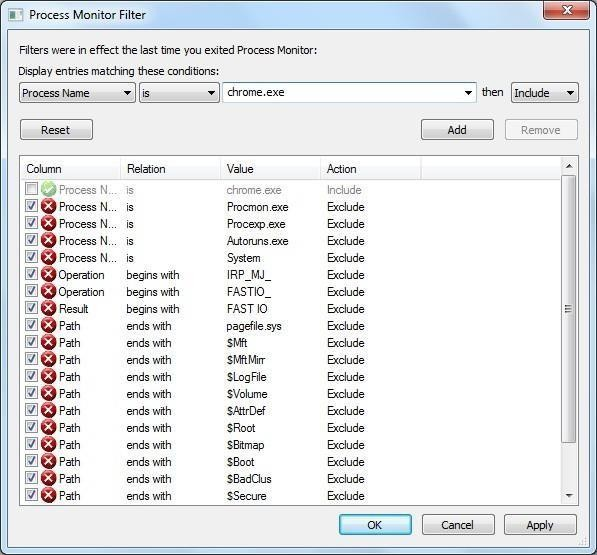 Process Monitor Filter
Filters were in effect the last time you exited Process Monitor:
Display entries matching these conditions:
Process Name is chrome.exe then Include
Reset Add Remove
Column Relation Value Action
Process N... is chrome.exe Include
Process N... is Procmon.exe Exclude
Process N... is Procexp.exe Exclude
Process N... is Autoruns.exe Exclude
Process N... is System Exclude
Operation begins with IRP_MJ_ Exclude
Operation begins with FASTIO_ Exclude
Result begins with FAST IO Exclude
Path ends with pagefile.sys Exclude
Path ends with $Mft Exclude
Path ends with $MftMirr Exclude
Path ends with $LogFile Exclude
Path ends with $Volume Exclude
Path ends with $AttrDef Exclude
Path ends with $Root Exclude
Path ends with $Bitmap Exclude
Path ends with $Boot Exclude
Path ends with $BadClus Exclude
Path ends with $Secure Exclude
OK Cancel Apply